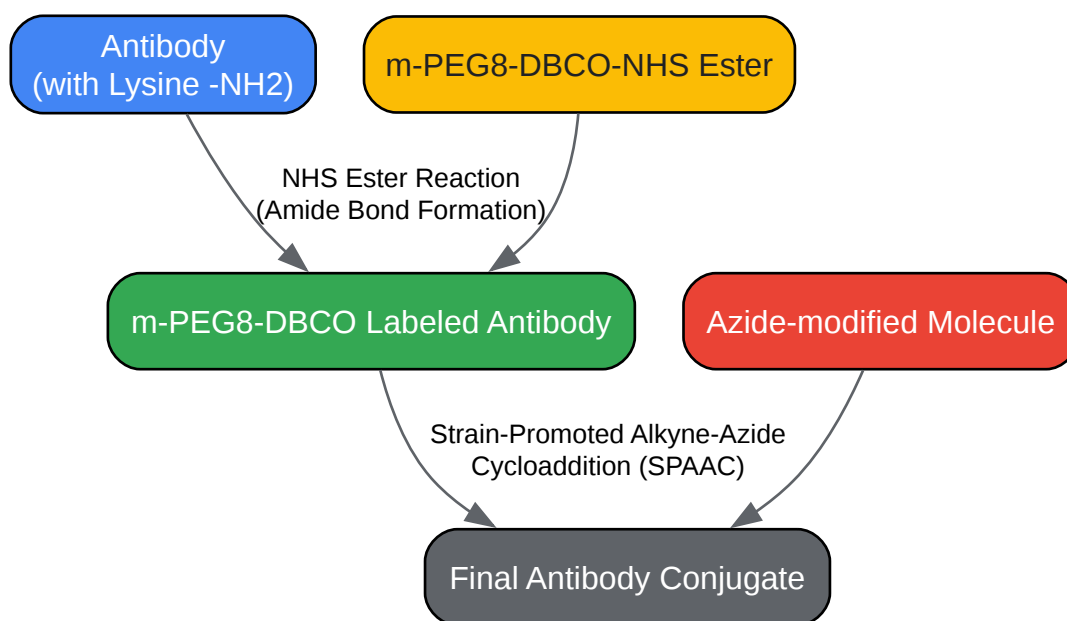 Antibody
(with Lysine -NH2)
m-PEG8-DBCO-NHS Ester
NHS Ester Reaction
(Amide Bond Formation)
m-PEG8-DBCO Labeled Antibody
Azide-modified Molecule
Strain-Promoted Alkyne-Azide
Cycloaddition (SPAAC)
Final Antibody Conjugate